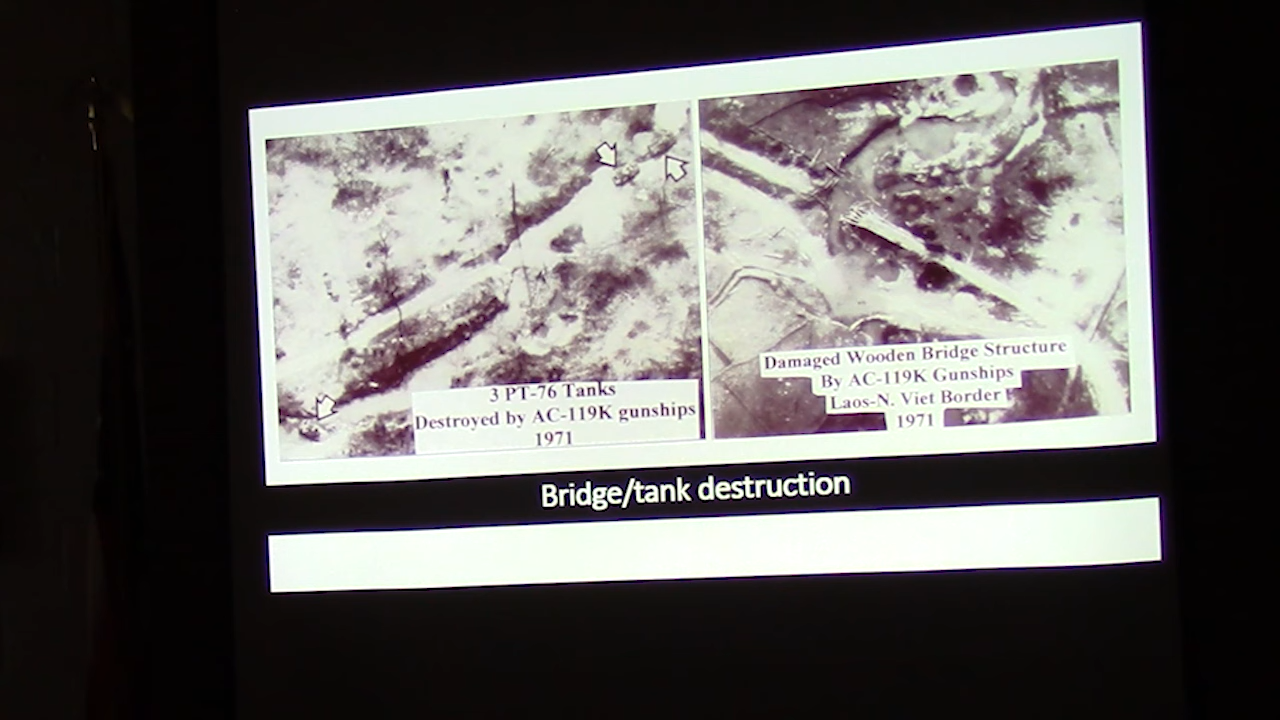 3 PT-76 Tanks
Destroyed by AC-119K gunships
1971
Damaged Wooden Bridge Structure
By AC-119K Gunships
Laos-N. Viet Border
1971
Bridge/tank destruction